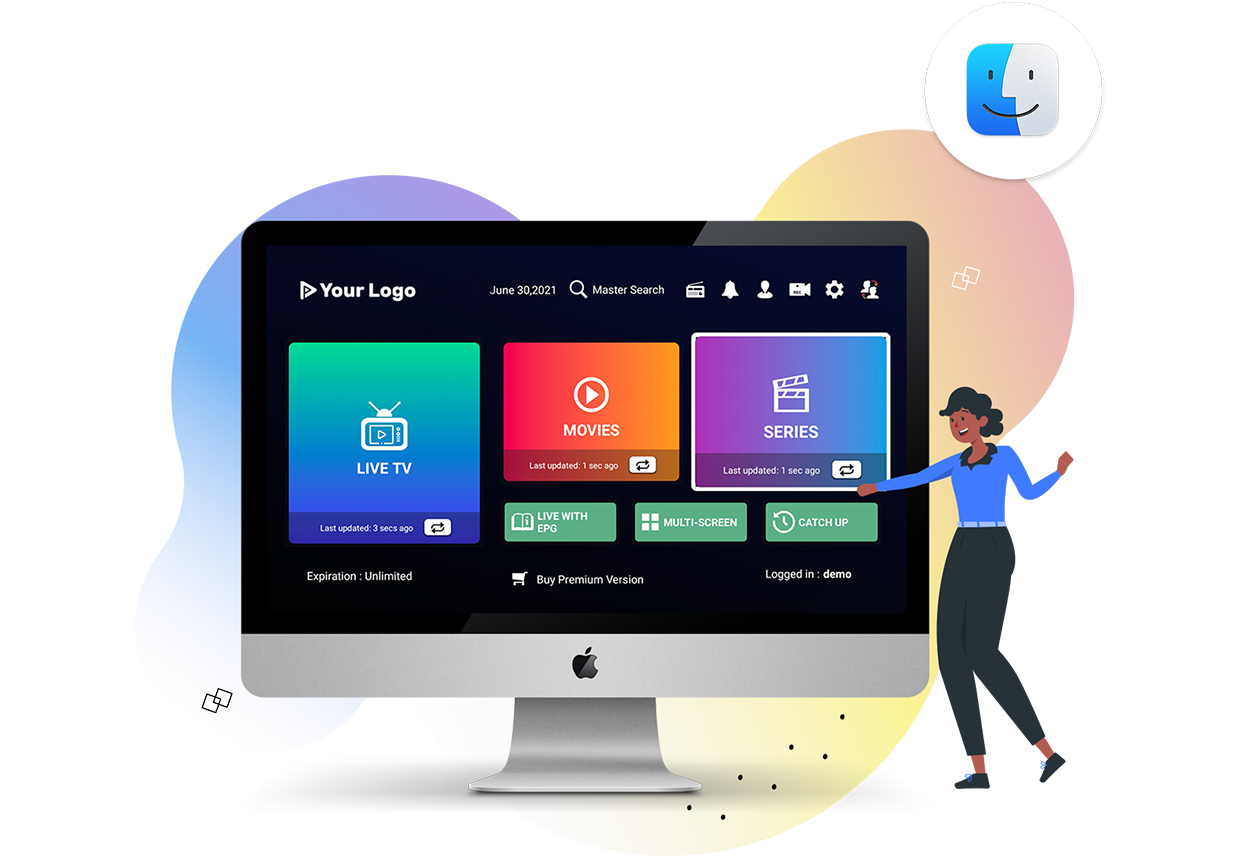 Your Logo
June 30,2021
Master Search
REC
LIVE TV
Last updated: 3 secs ago
MOVIES
Last updated: 1 sec ago
SERIES
Last updated: 1 sec ago
LIVE WITH
EPG
MULTI-SCREEN
CATCH UP
Expiration : Unlimited
Buy Premium Version
Logged in : demo